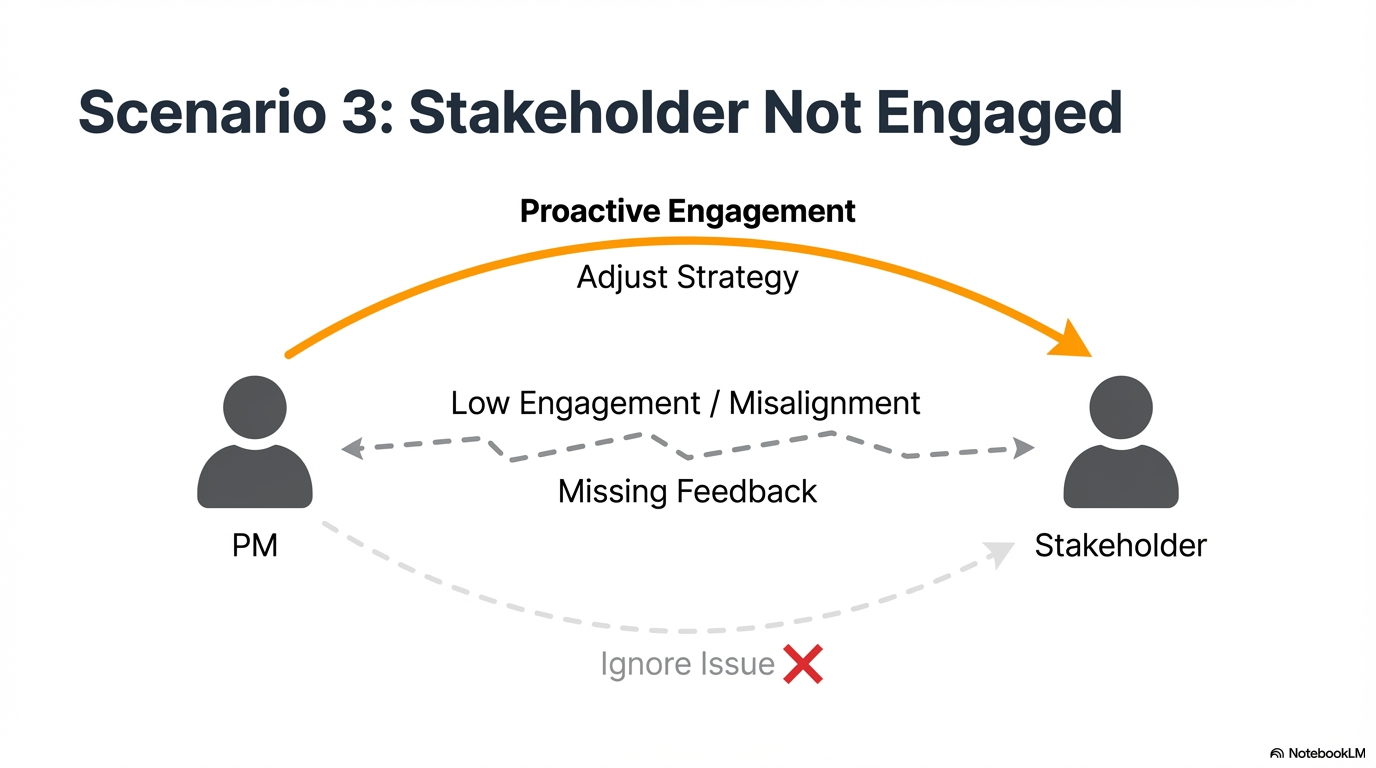 Scenario 3: Stakeholder Not Engaged
Proactive Engagement
Adjust Strategy
Low Engagement / Misalignment
Missing Feedback
PM
Stakeholder
Ignore Issue
NotebookLM